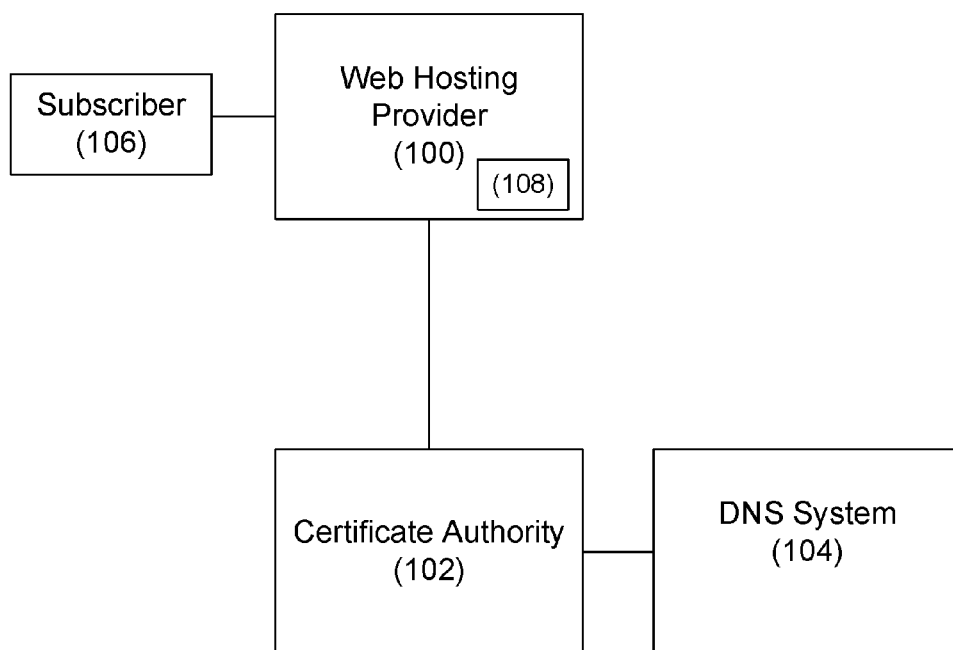 Web Hosting
Provider
(100)
Subscriber
(106)
(108)
Certificate Authority
(102)
DNS System
(104)